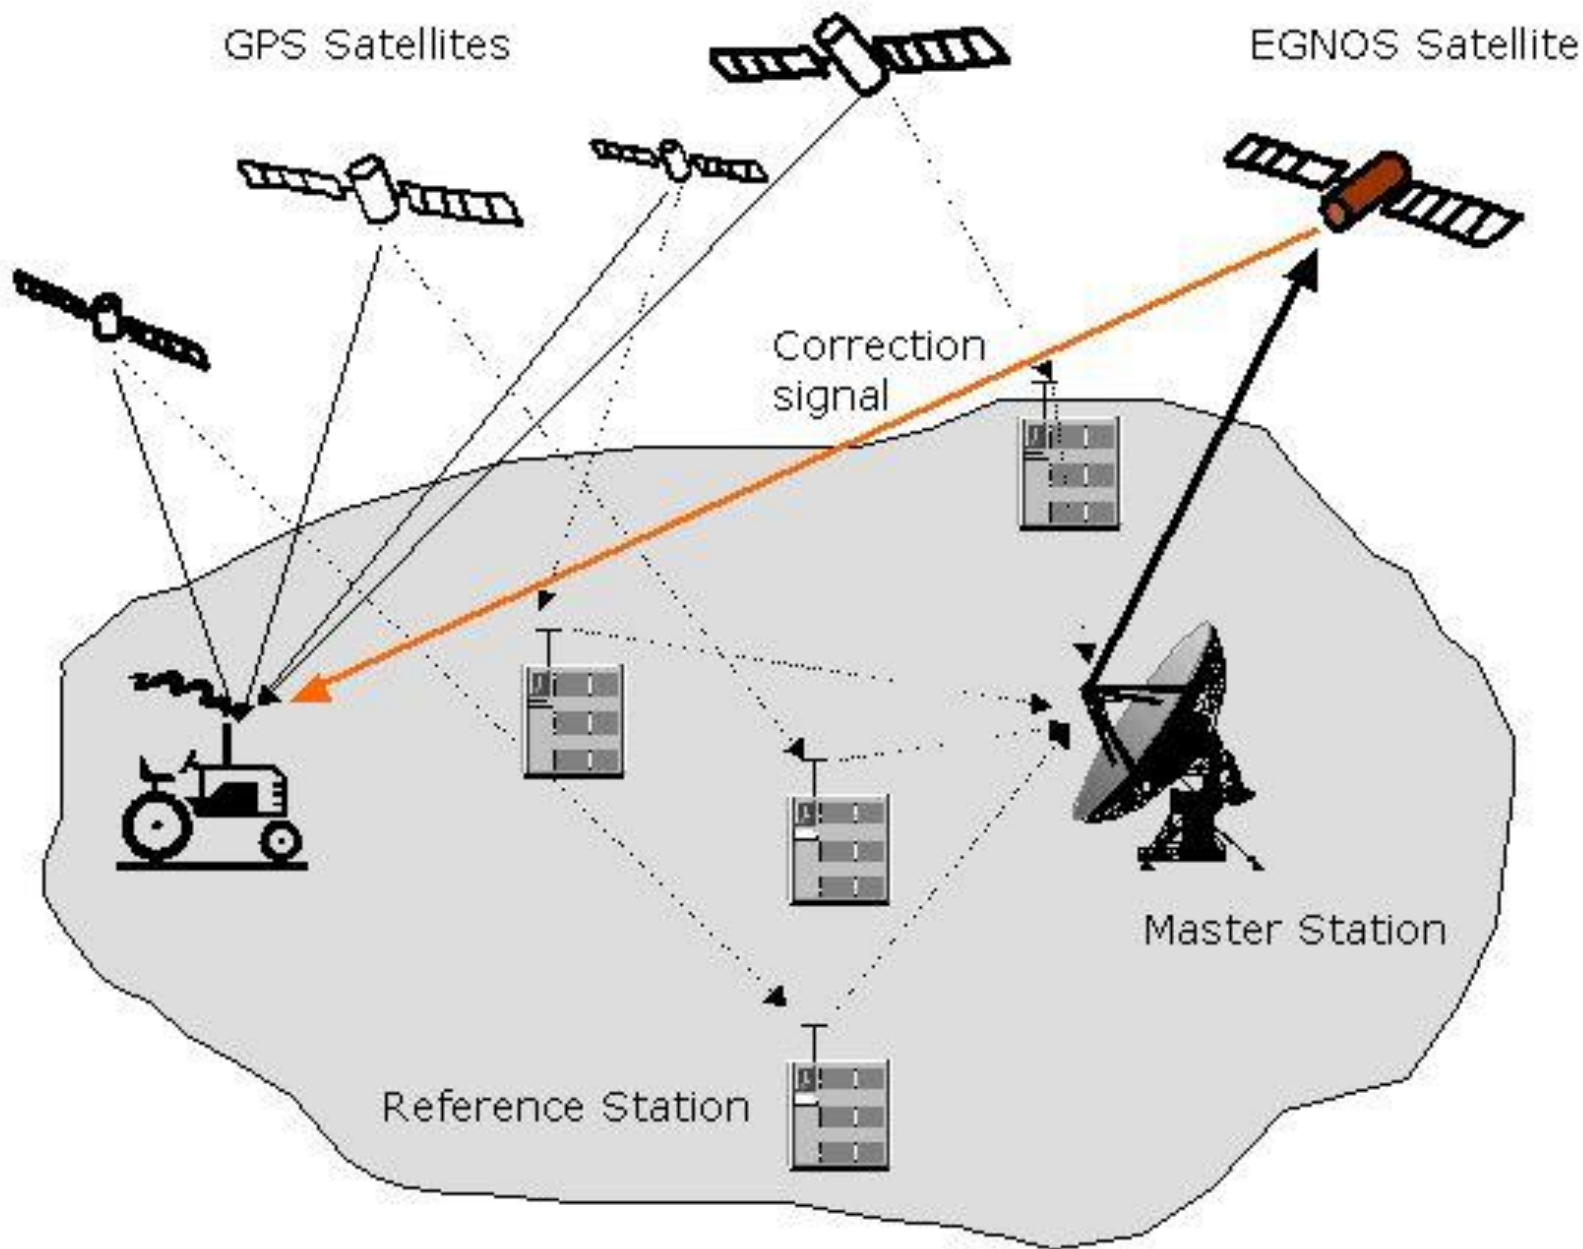 GPS Satellites
EGNOS Satellite
Correction
signal
Master Station
Reference Station